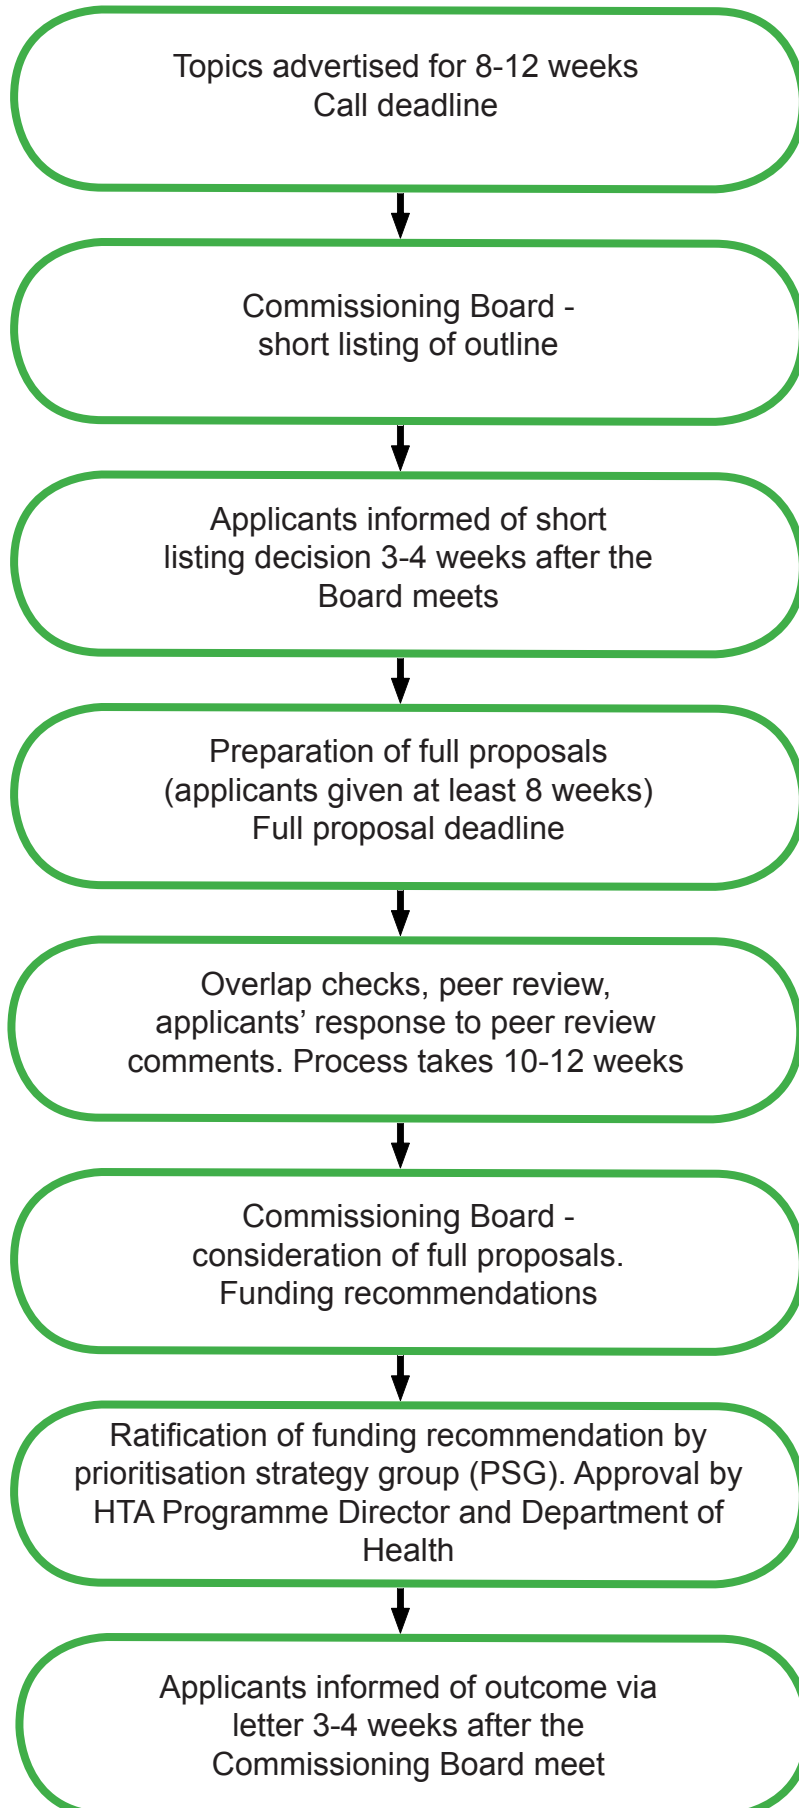 Topics advertised for 8-12 weeks
Call deadline
Commissioning Board -
short listing of outline
Applicants informed of short
listing decision 3-4 weeks after the
Board meets
Preparation of full proposals
(applicants given at least 8 weeks)
Full proposal deadline
Overlap checks, peer review,
applicants’ response to peer review
comments. Process takes 10-12 weeks
Commissioning Board -
consideration of full proposals.
Funding recommendations
Ratification of funding recommendation by
prioritisation strategy group (PSG). Approval by
HTA Programme Director and Department of
Health
Applicants informed of outcome via
letter 3-4 weeks after the
Commissioning Board meet